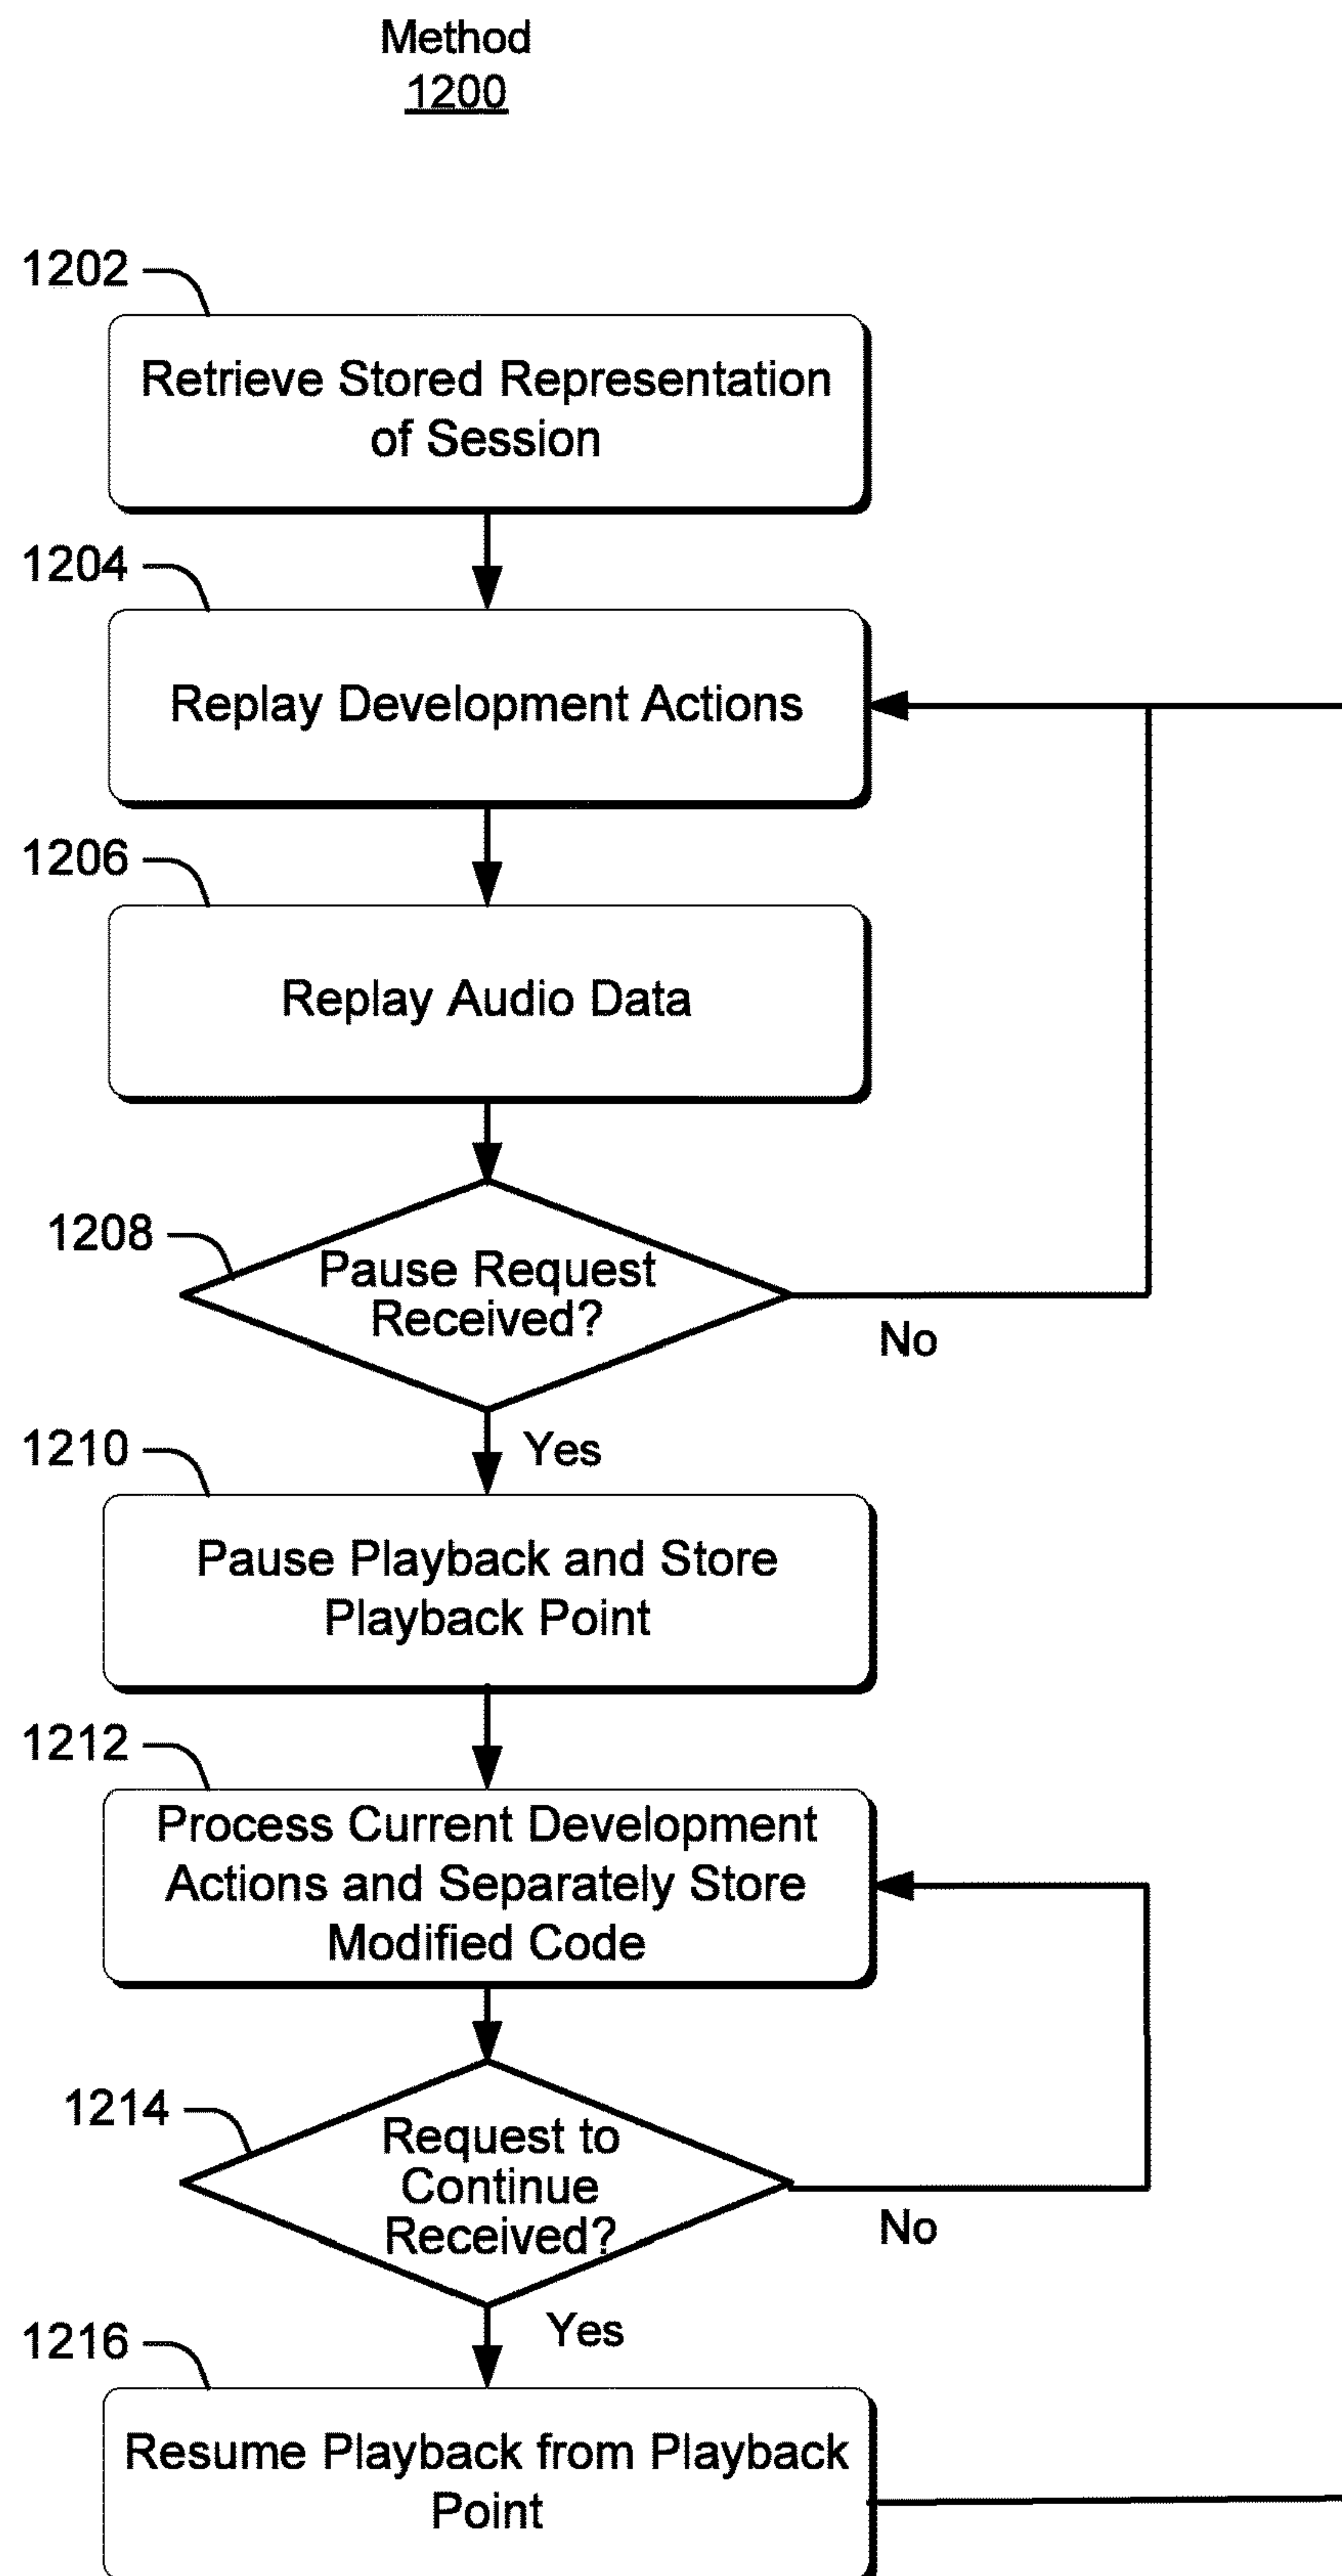 Method
1200
1202
Retrieve Stored Representation
of Session
1204
Replay Development Actions
1206
Replay Audio Data
1208
Pause Request
Received?
No
Yes
1210
Pause Playback and Store
Playback Point
1212
Process Current Development
Actions and Separately Store
Modified Code
1214
Request to
Continue
Received?
No
Yes
1216
Resume Playback from Playback
Point